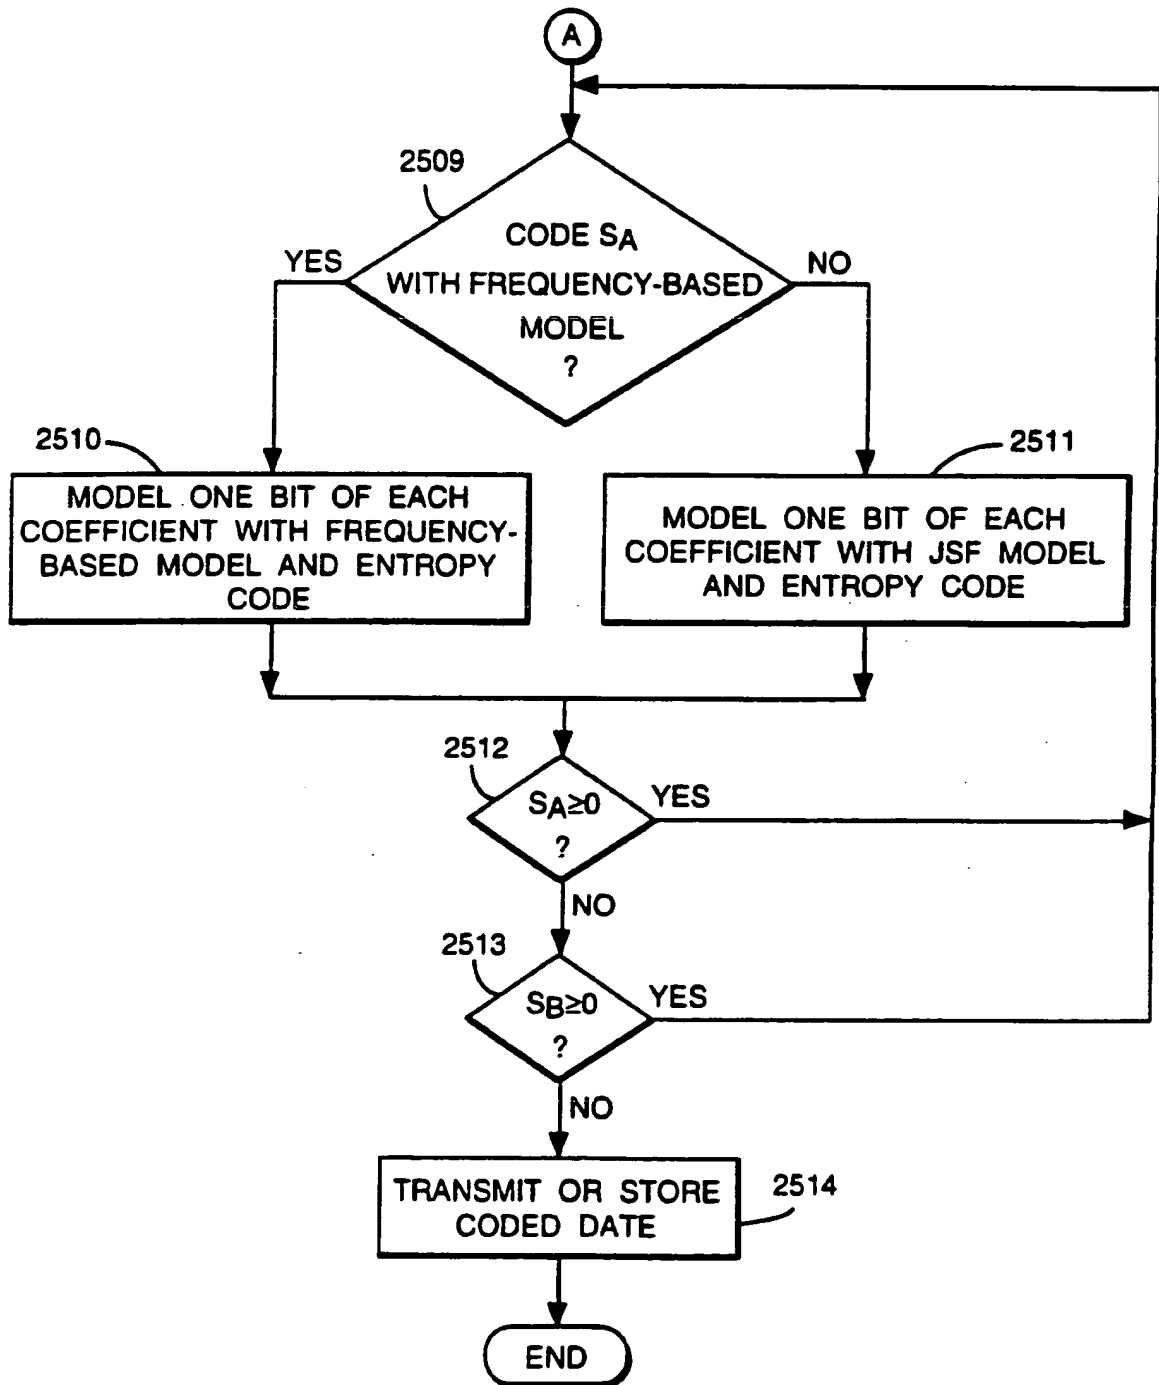 A
2509
CODE SA
WITH FREQUENCY-BASED
MODEL
?
YES
NO
2510
2511
MODEL ONE BIT OF EACH
COEFFICIENT WITH FREQUENCY-
BASED MODEL AND ENTROPY
CODE
MODEL ONE BIT OF EACH
COEFFICIENT WITH JSF MODEL
AND ENTROPY CODE
2512
SA≥0
?
YES
NO
2513
SB≥0
?
YES
NO
TRANSMIT OR STORE
CODED DATE
2514
END